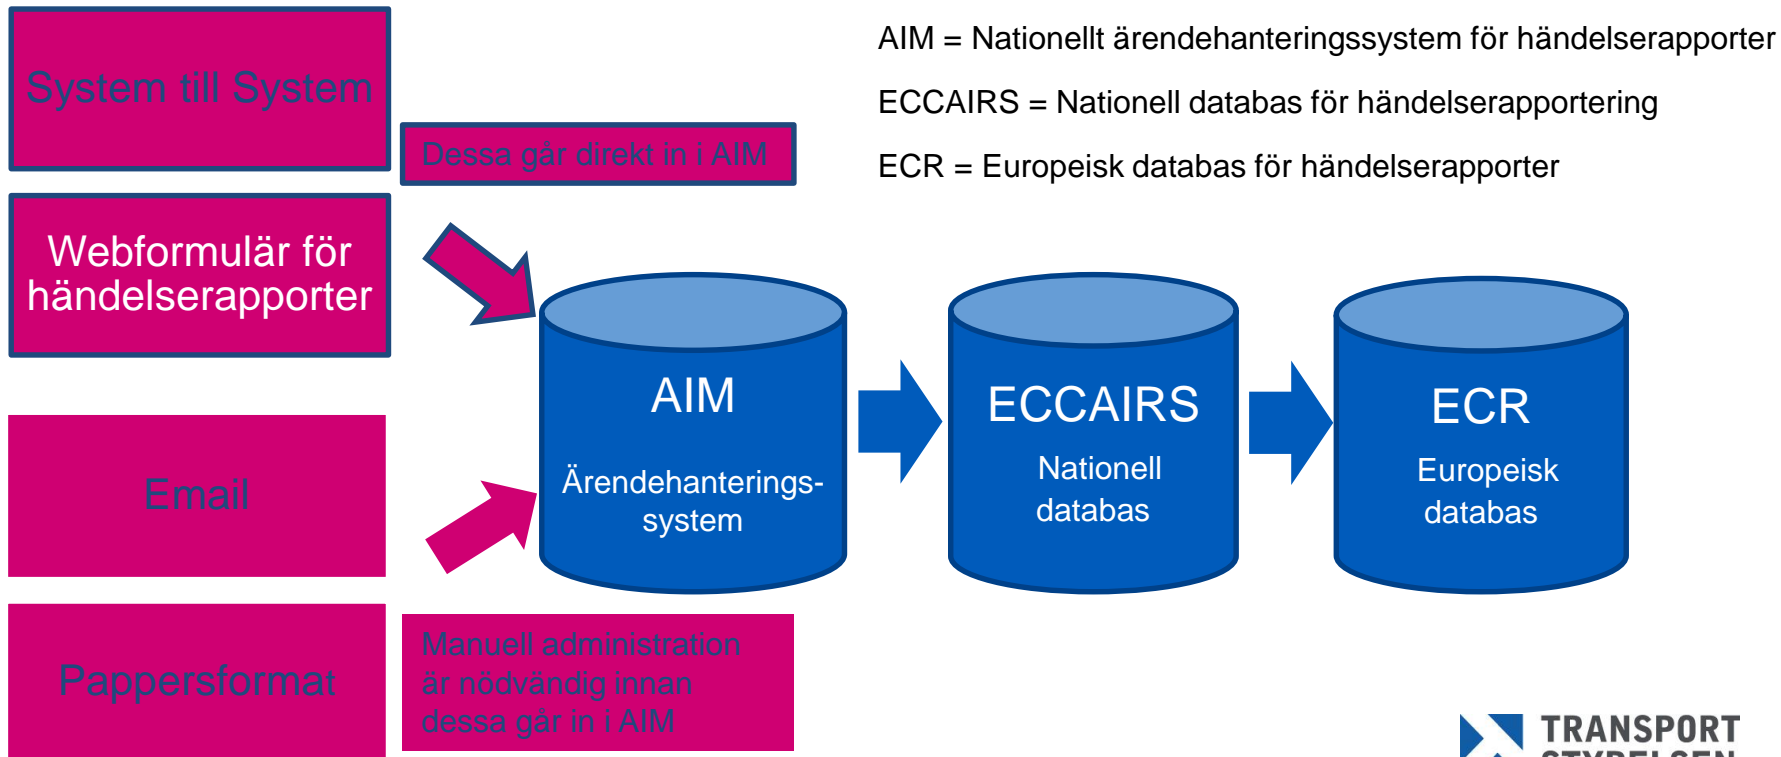 System till System
Dessa går direkt in i AIM
Webformulär för
händelserapporter
Email
Pappersformat
Manuell administration
är nödvändig innan
dessa går in i AIM
AIM = Nationellt ärendehanteringssystem för händelserapporter
ECCAIRS = Nationell databas för händelserapportering
ECR = Europeisk databas för händelserapporter
AIM
Ärendehanterings-
system
ECCAIRS
Nationell
databas
ECR
Europeisk
databas
TRANSPORT
STYRELSEN